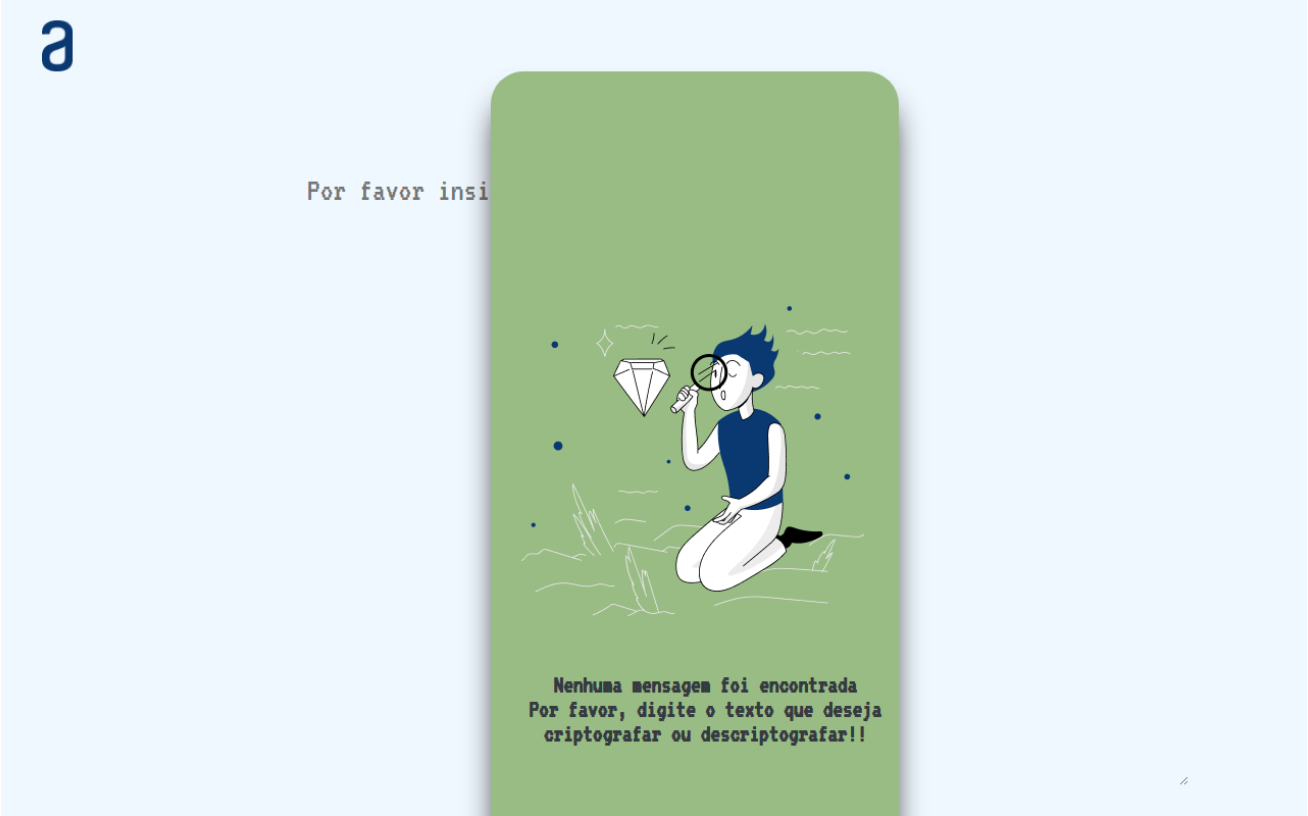 a
Por favor insi
Nenhuma mensagem foi encontrada
Por favor, digite o texto que deseja
criptografar ou descriptografar!!